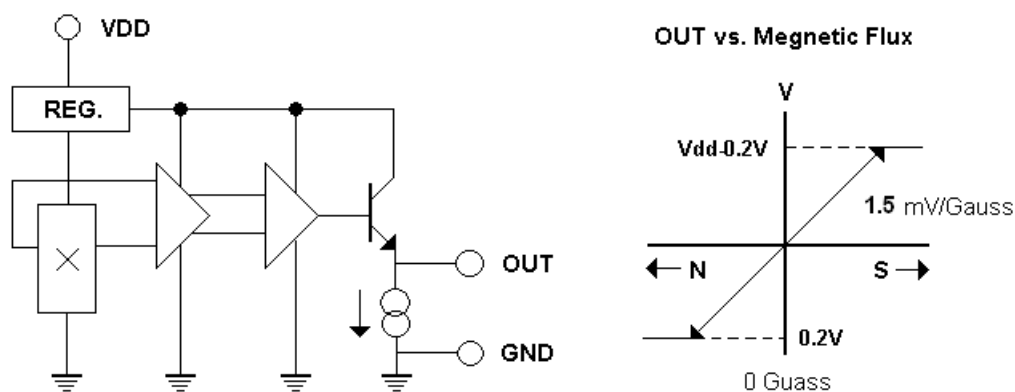 VDD
REG.
OUT
GND
OUT vs. Megnetic Flux
V
Vdd-0.2V
1.5 mV/Gauss
N
S
0.2V
0 Guass